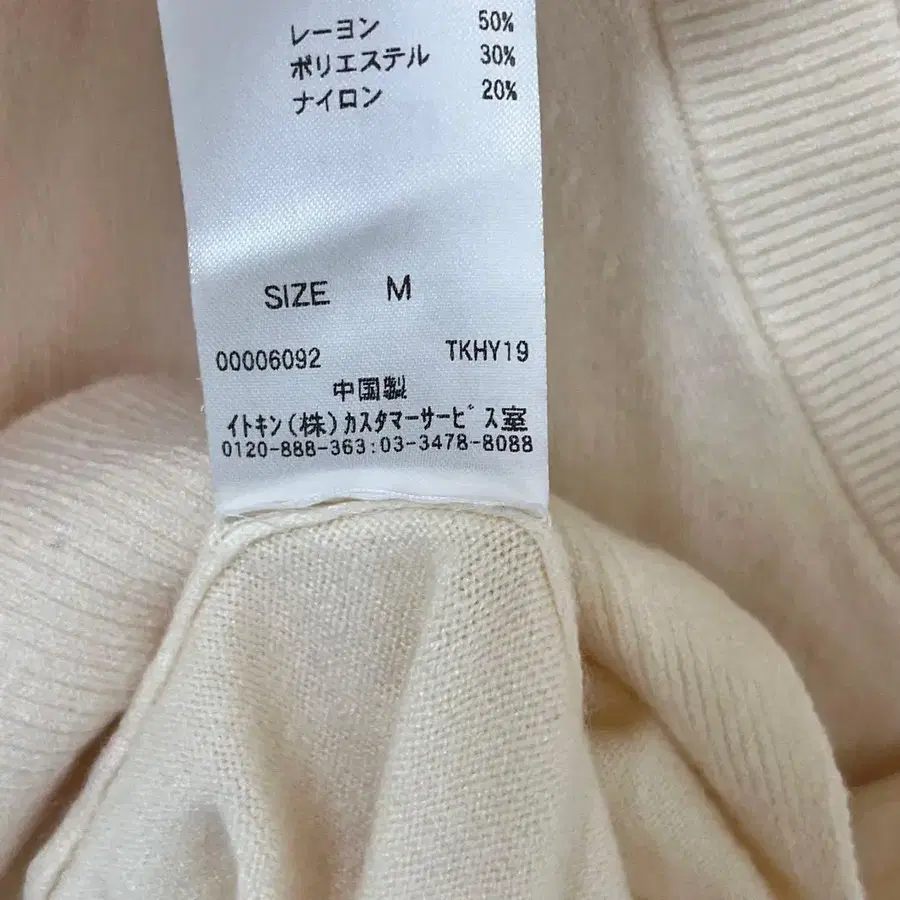 レーヨン 50%
ポリエステル 30%
ナイロン 20%
SIZE M
00006092 TKHY19
中国製
イトキン(株)カスタマーサービス室
0120-888-363:03-3478-8088